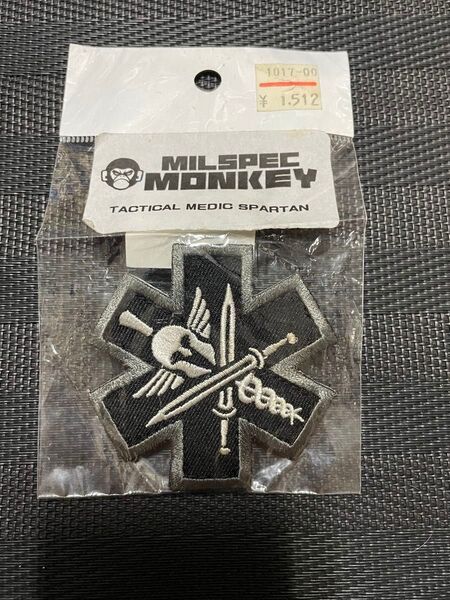 1017-00
¥ 1,512
MILSPEC
MONKEY
TACTICAL MEDIC SPARTAN